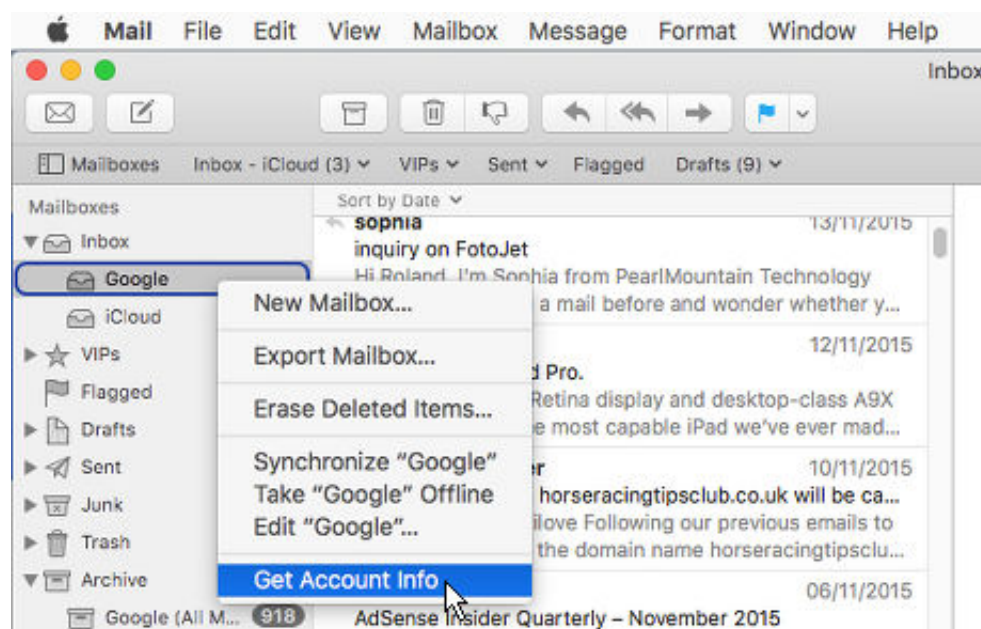 Mail File Edit View Mailbox Message Format Window Help
Inbox
Mailboxes Inbox - iCloud (3) VIPs Sent Flagged Drafts (9)
Mailboxes
Inbox
Google
iCloud
VIPs
Flagged
Drafts
Sent
Junk
Trash
Archive
Google (All M... 918
New Mailbox...
Export Mailbox...
Erase Deleted Items...
Synchronize “Google”
Take “Google” Offline
Edit “Google”...
Get Account Info
Sort by Date
sophia 13/11/2015
inquiry on FotoJet
Hi Roland, I'm Sophia from PearlMountain Technology
a mail before and wonder whether y...
12/11/2015
d Pro.
Retina display and desktop-class A9X
e most capable iPad we've ever mad...
er 10/11/2015
horseracingtipsclub.co.uk will be ca...
ilove Following our previous emails to
the domain name horseracingtipsclu...
06/11/2015
AdSense Insider Quarterly – November 2015